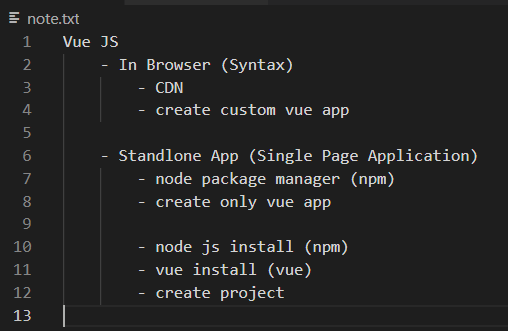 note.txt
1 Vue JS
2 - In Browser (Syntax)
3 - CDN
4 - create custom vue app
5
6 - Standlone App (Single Page Application)
7 - node package manager (npm)
8 - create only vue app
9
10 - node js install (npm)
11 - vue install (vue)
12 - create project
13